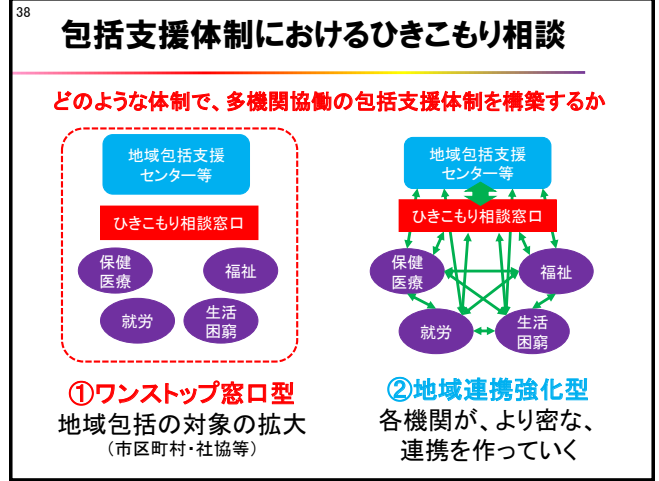 38
包括支援体制におけるひきこもり相談
どのような体制で、多機関協働の包括支援体制を構築するか
地域包括支援
センター等
ひきこもり相談窓口
保健
医療
福祉
就労
生活
困窮
①ワンストップ窓口型
地域包括の対象の拡大
（市区町村・社協等）
地域包括支援
センター等
ひきこもり相談窓口
保健
医療
福祉
就労
生活
困窮
②地域連携強化型
各機関が、より密な、
連携を作っていく